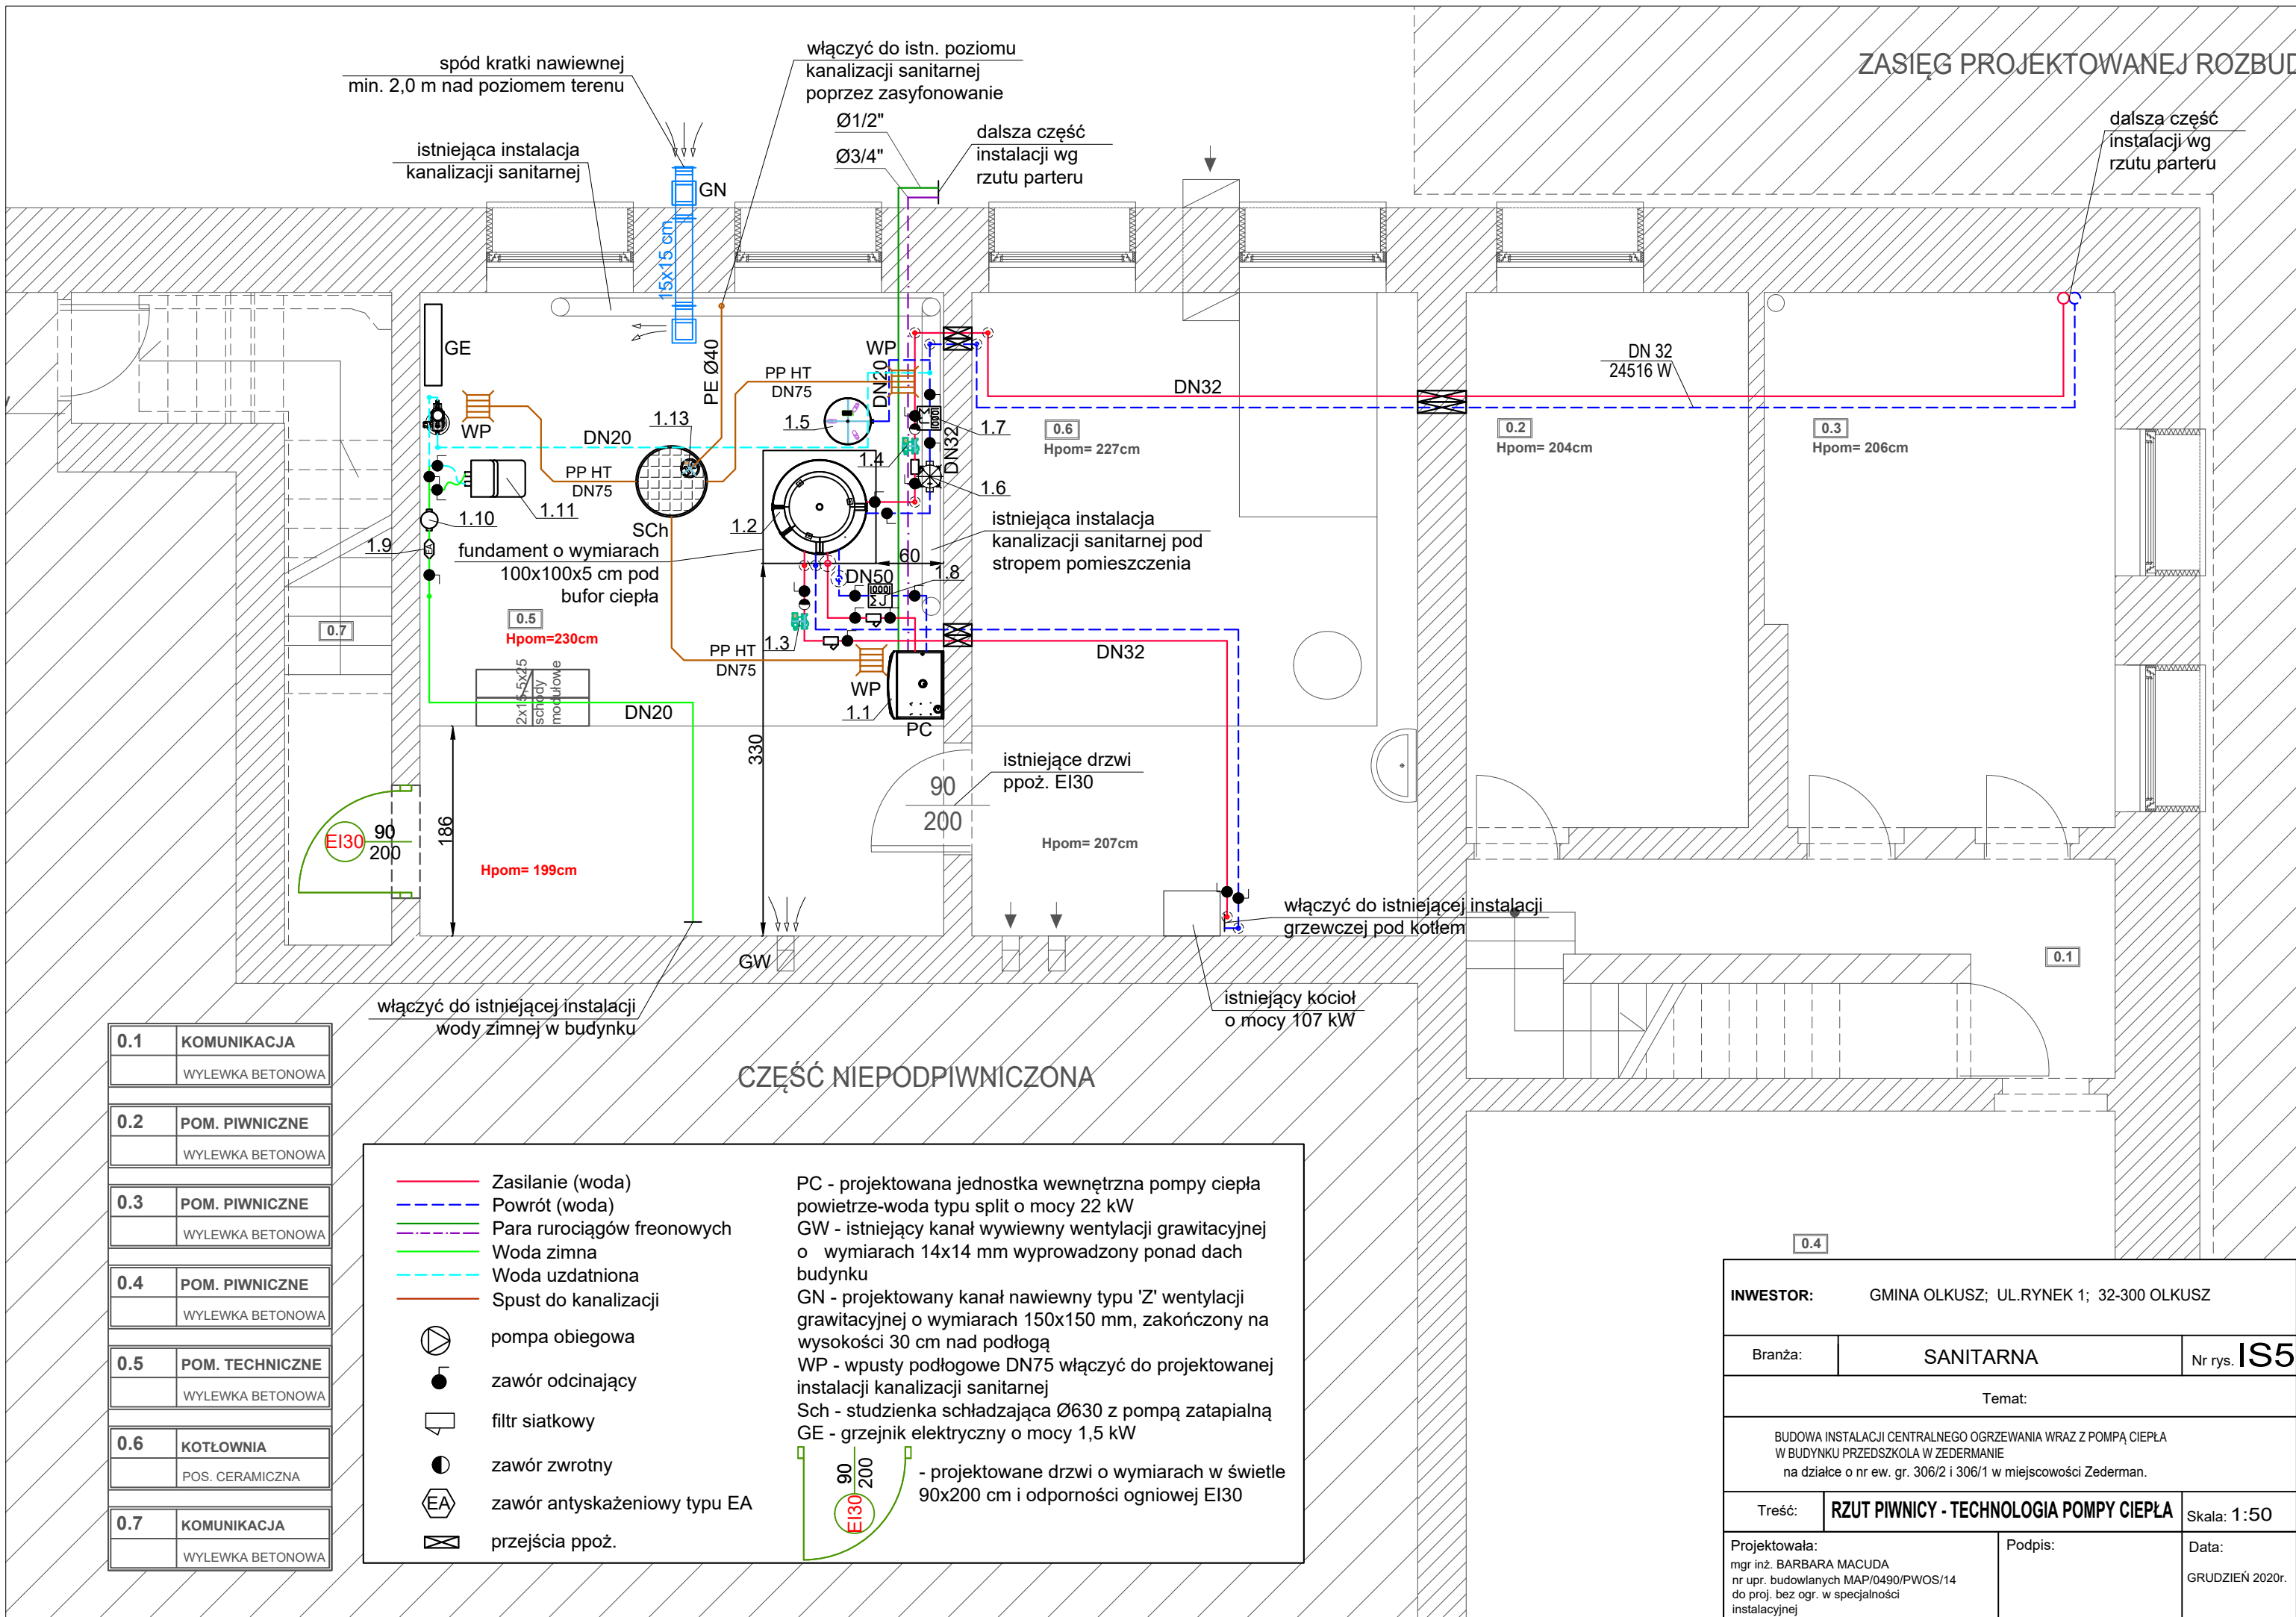 ZASIĘG PROJEKTOWANEJ ROZBUD
spód kratki nawiewnej
min. 2,0 m nad poziomem terenu
włączyć do istn. poziomu
kanalizacji sanitarnej
poprzez zasyfonowanie
istniejąca instalacja
kanalizacji sanitarnej
Ø1/2"
Ø3/4"
dalsza część
instalacji wg
rzutu parteru
dalsza część
instalacji wg
rzutu parteru
GN
15x15 cm
GE
WP
PE Ø40
PP HT
DN75
WP
DN20
1.13
1.5
DN20
PP HT
DN75
1.4
1.7
DN32
1.6
DN32
DN 32
24516 W
0.6
Hpom= 227cm
0.2
Hpom= 204cm
0.3
Hpom= 206cm
1.10
1.11
1.9
EA
SCh
1.2
fundament o wymiarach
100x100x5 cm pod
bufor ciepła
istniejąca instalacja
kanalizacji sanitarnej pod
stropem pomieszczenia
60
DN50
1.8
0.5
Hpom=230cm
0.7
1.3
PP HT
DN75
WP
1.1
PC
DN32
2x15,5x25
schody
modułowe
DN20
330
186
istniejące drzwi
ppoż. EI30
90
200
EI30
90
200
Hpom= 199cm
Hpom= 207cm
GW
włączyć do istniejącej instalacji
grzewczej pod kotłem
włączyć do istniejącej instalacji
wody zimnej w budynku
istniejący kocioł
o mocy 107 kW
0.1
0.4
CZĘŚĆ NIEPODPIWNICZONA
0.1 KOMUNIKACJA
WYLEWKA BETONOWA
0.2 POM. PIWNICZNE
WYLEWKA BETONOWA
0.3 POM. PIWNICZNE
WYLEWKA BETONOWA
0.4 POM. PIWNICZNE
WYLEWKA BETONOWA
0.5 POM. TECHNICZNE
WYLEWKA BETONOWA
0.6 KOTŁOWNIA
POS. CERAMICZNA
0.7 KOMUNIKACJA
WYLEWKA BETONOWA
Zasilanie (woda)
Powrót (woda)
Para rurociągów freonowych
Woda zimna
Woda uzdatniona
Spust do kanalizacji
pompa obiegowa
zawór odcinający
filtr siatkowy
zawór zwrotny
EA zawór antyskażeniowy typu EA
przejścia ppoż.
PC - projektowana jednostka wewnętrzna pompy ciepła
powietrze-woda typu split o mocy 22 kW
GW - istniejący kanał wywiewny wentylacji grawitacyjnej
o wymiarach 14x14 mm wyprowadzony ponad dach
budynku
GN - projektowany kanał nawiewny typu 'Z' wentylacji
grawitacyjnej o wymiarach 150x150 mm, zakończony na
wysokości 30 cm nad podłogą
WP - wpusty podłogowe DN75 włączyć do projektowanej
instalacji kanalizacji sanitarnej
Sch - studzienka schładzająca Ø630 z pompą zatapialną
GE - grzejnik elektryczny o mocy 1,5 kW
90
200
EI30
- projektowane drzwi o wymiarach w świetle
90x200 cm i odporności ogniowej EI30
INWESTOR: GMINA OLKUSZ; UL.RYNEK 1; 32-300 OLKUSZ
Branża: SANITARNA Nr rys. IS5
Temat:
BUDOWA INSTALACJI CENTRALNEGO OGRZEWANIA WRAZ Z POMPĄ CIEPŁA
W BUDYNKU PRZEDSZKOLA W ZEDERMANIE
na działce o nr ew. gr. 306/2 i 306/1 w miejscowości Zederman.
Treść: RZUT PIWNICY - TECHNOLOGIA POMPY CIEPŁA Skala: 1:50
Projektowała: Podpis: Data:
mgr inż. BARBARA MACUDA
nr upr. budowlanych MAP/0490/PWOS/14
GRUDZIEŃ 2020r.
do proj. bez ogr. w specjalności
instalacyjnej